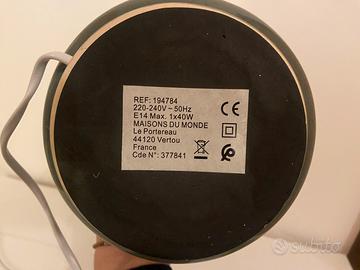 REF: 194784
220-240V ~ 50Hz
E14 Max. 1x40W
MAISONS DU MONDE
Le Portereau
44120 Vertou
France
Cde N°: 377841
CE
subito